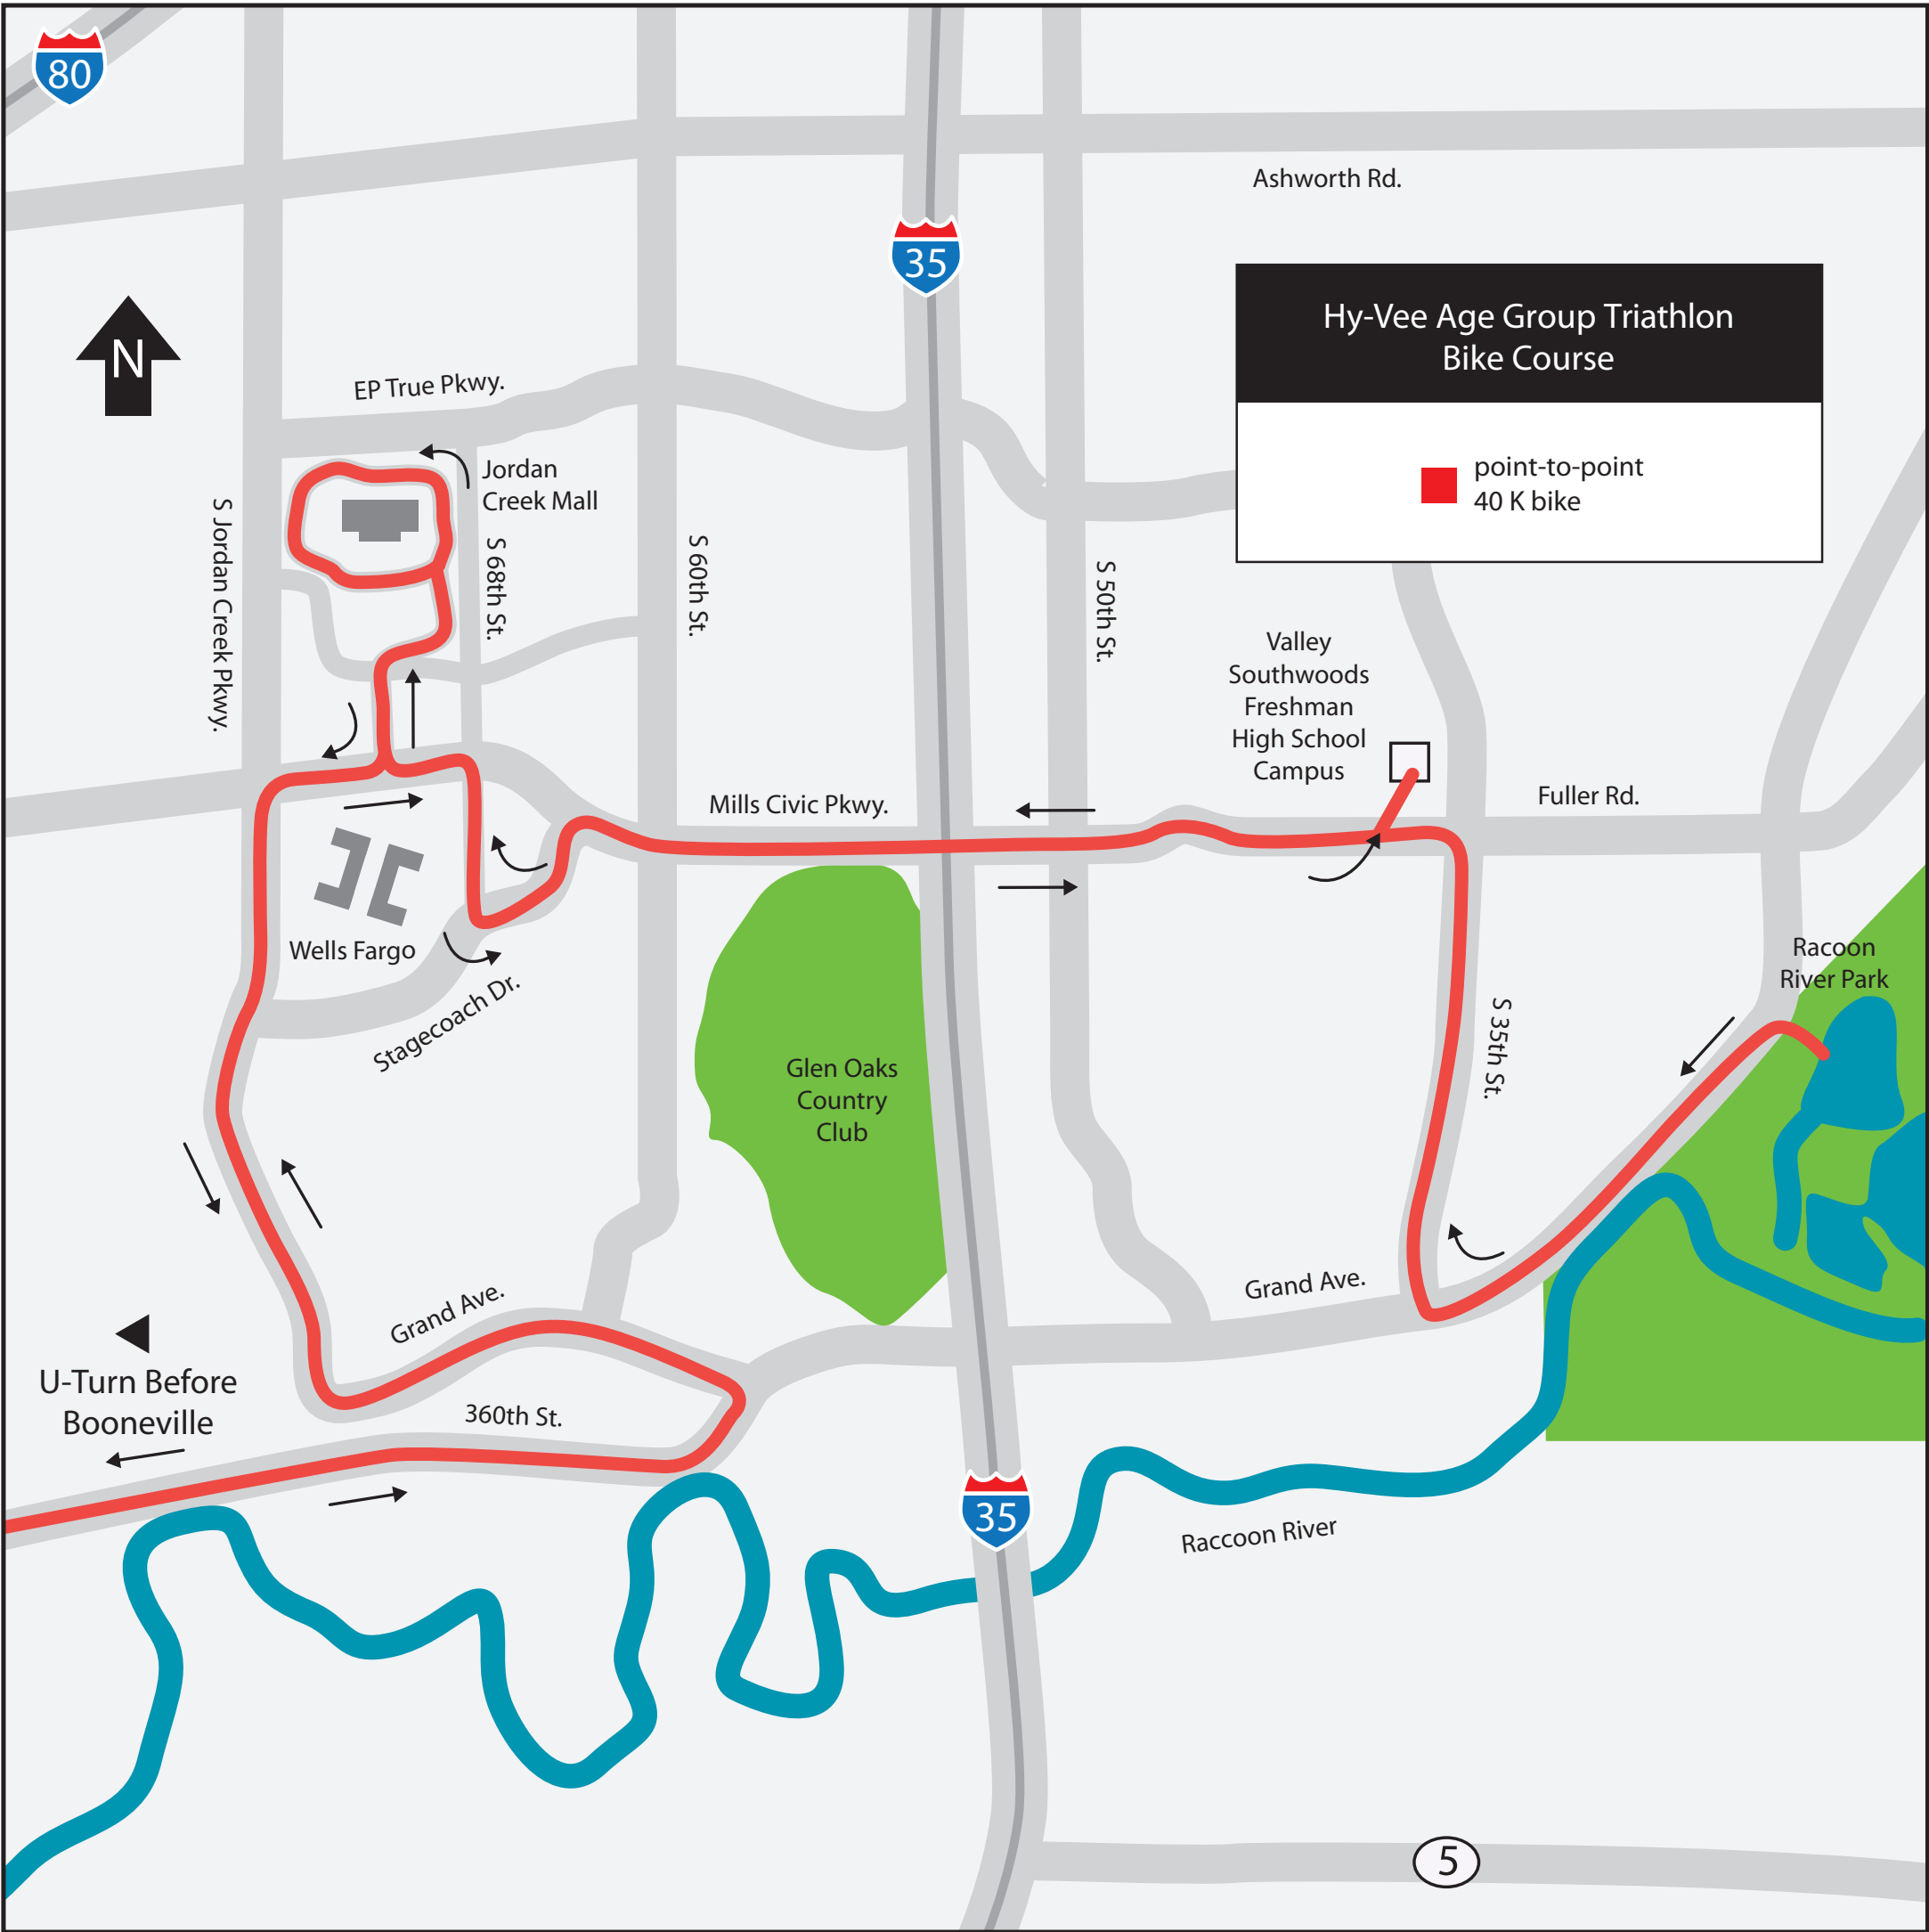 80
Ashworth Rd.
35
Hy-Vee Age Group Triathlon
Bike Course
N
EP True Pkwy.
point-to-point
40 K bike
Jordan
Creek Mall
S Jordan Creek Pkwy.
S 68th St.
S 60th St.
S 50th St.
Valley
Southwoods
Freshman
High School
Campus
Mills Civic Pkwy.
Fuller Rd.
Wells Fargo
Racoon
River Park
Stagecoach Dr.
S 35th St.
Glen Oaks
Country
Club
Grand Ave.
Grand Ave.
U-Turn Before
Booneville
360th St.
35
Raccoon River
5